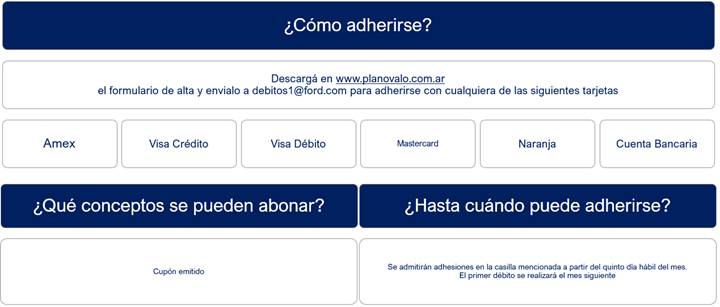 ¿Cómo adherirse?
Descargá en www.planovalo.com.ar
el formulario de alta y envialo a debitos1@ford.com para adherirse con cualquiera de las siguientes tarjetas
Amex
Visa Crédito
Visa Débito
Mastercard
Naranja
Cuenta Bancaria
¿Qué conceptos se pueden abonar?
¿Hasta cuándo puede adherirse?
Cupón emitido
Se admitirán adhesiones en la casilla mencionada a partir del quinto día hábil del mes.
El primer débito se realizará el mes siguiente